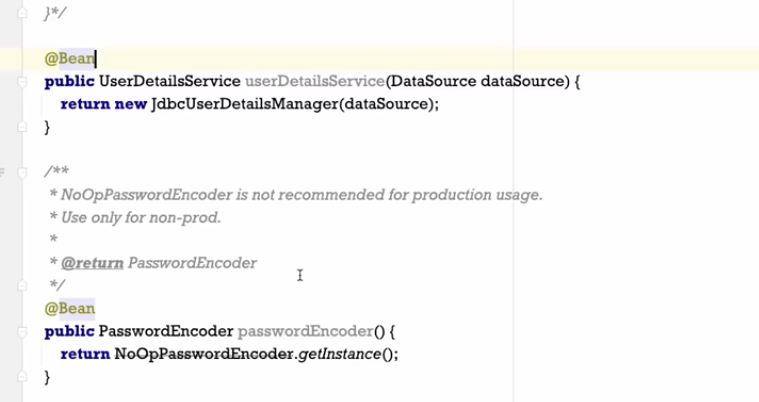 }*/
@Bean
public UserDetailsService userDetailsService(DataSource dataSource) {
return new JdbcUserDetailsManager(dataSource);
}
/**
* NoOpPasswordEncoder is not recommended for production usage.
* Use only for non-prod.
*
* @return PasswordEncoder
*/
@Bean
public PasswordEncoder passwordEncoder() {
return NoOpPasswordEncoder.getInstance();
}